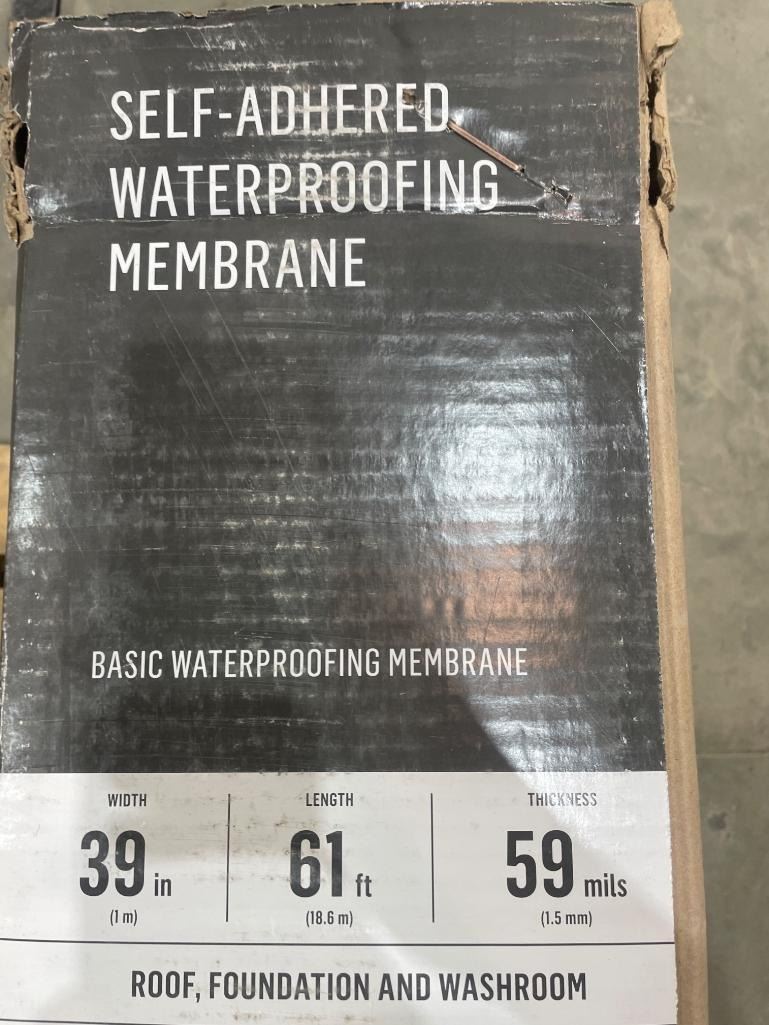 SELF-ADHERED
WATERPROOFING
MEMBRANE
BASIC WATERPROOFING MEMBRANE
WIDTH LENGTH THICKNESS
39 in 61 ft 59 mils
(1 m) (18.6 m) (1.5 mm)
ROOF, FOUNDATION AND WASHROOM